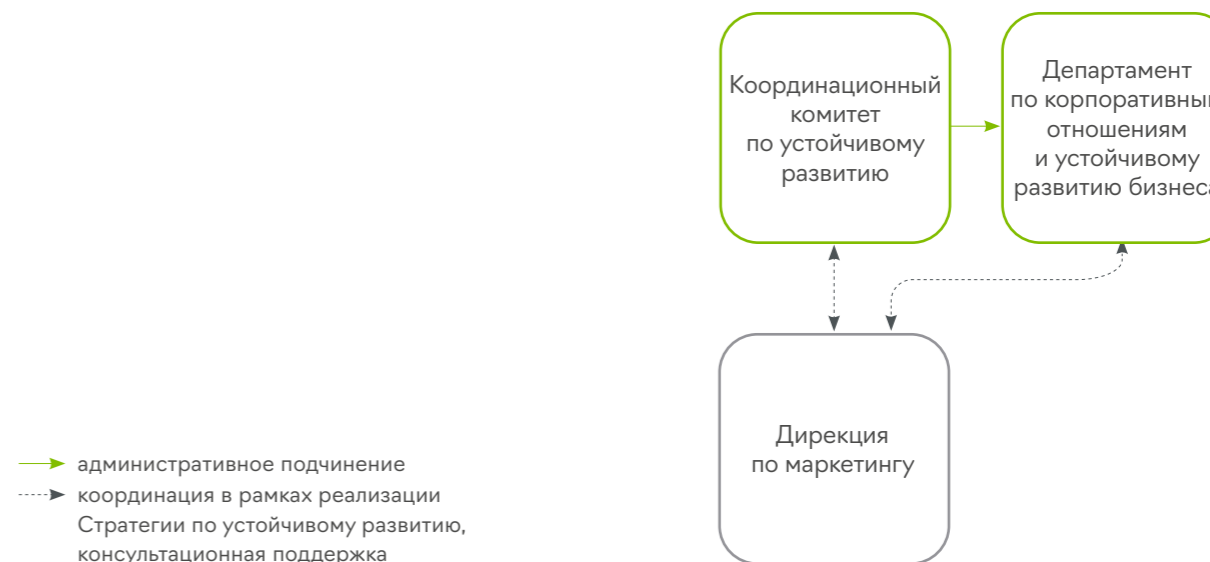 Координационный
комитет
по устойчивому
развитию
Департамент
по корпоративным
отношениям
и устойчивому
развитию бизнеса
Дирекция
по маркетингу
административное подчинение
координация в рамках реализации
Стратегии по устойчивому развитию,
консультационная поддержка